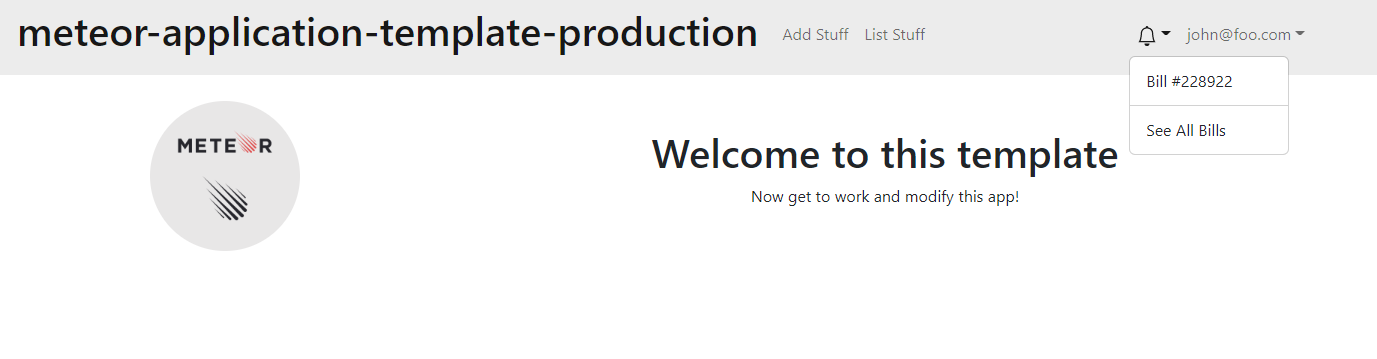 meteor-application-template-production
Add Stuff
List Stuff
john@foo.com
Bill #228922
See All Bills
METEOR
Welcome to this template
Now get to work and modify this app!